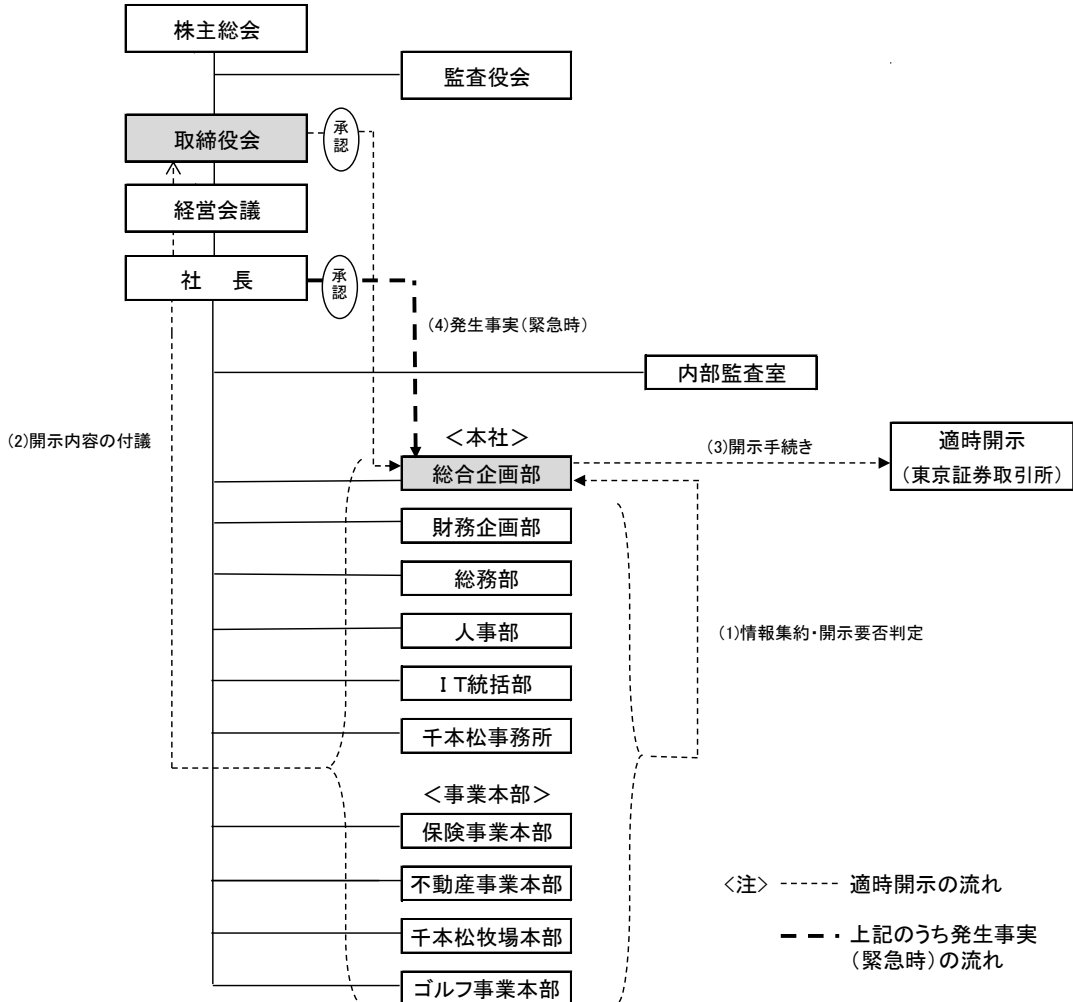 株主総会
監査役会
取締役会
承認
経営会議
社　長
承認
(4)発生事実(緊急時)
内部監査室
(2)開示内容の付議
＜本社＞
(3)開示手続き
適時開示
(東京証券取引所)
総合企画部
財務企画部
総務部
人事部
(1)情報集約・開示要否判定
ＩＴ統括部
千本松事務所
＜事業本部＞
保険事業本部
不動産事業本部
千本松牧場本部
ゴルフ事業本部
＜注＞ 適時開示の流れ
上記のうち発生事実
(緊急時)の流れ